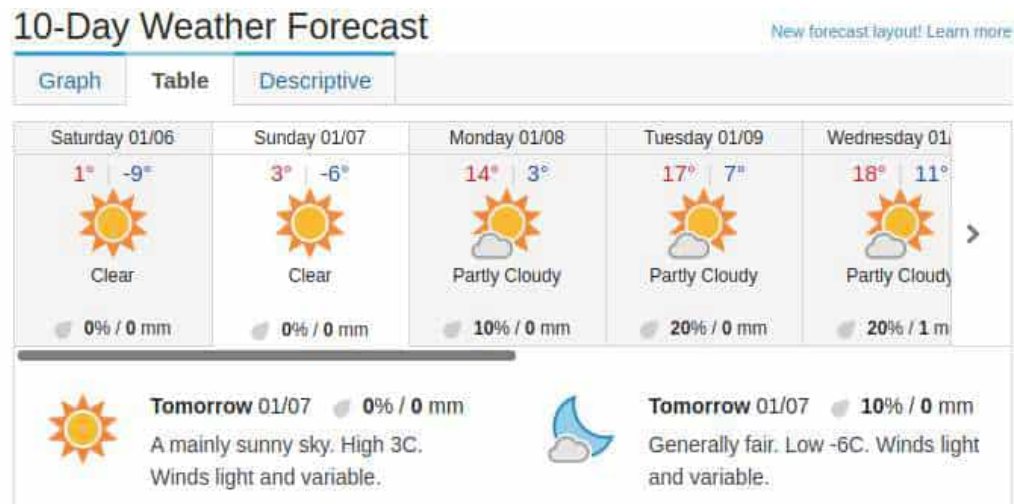 10-Day Weather Forecast
New forecast layout! Learn more
Graph Table Descriptive
Saturday 01/06 Sunday 01/07 Monday 01/08 Tuesday 01/09 Wednesday 01/
1° | -9° 3° | -6° 14° | 3° 17° | 7° 18° | 11°
Clear Clear Partly Cloudy Partly Cloudy Partly Cloudy
0% / 0 mm 0% / 0 mm 10% / 0 mm 20% / 0 mm 20% / 1 m
Tomorrow 01/07 0% / 0 mm
A mainly sunny sky. High 3C.
Winds light and variable.
Tomorrow 01/07 10% / 0 mm
Generally fair. Low -6C. Winds light
and variable.